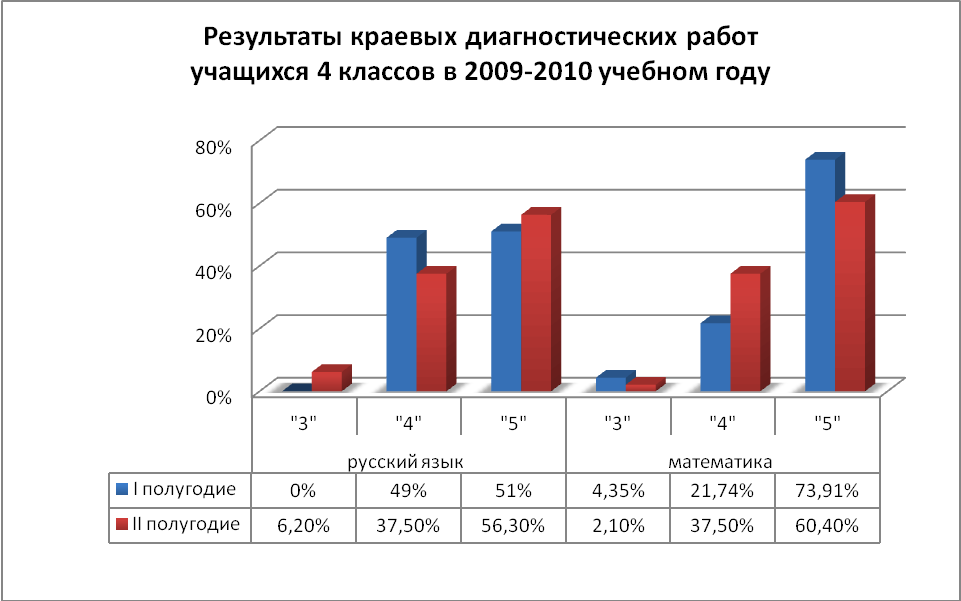 Результаты краевых диагностических работ
учащихся 4 классов в 2009-2010 учебном году
80%
60%
40%
20%
0%
"3" "4" "5" "3" "4" "5"
русский язык математика
I полугодие 0% 49% 51% 4,35% 21,74% 73,91%
II полугодие 6,20% 37,50% 56,30% 2,10% 37,50% 60,40%